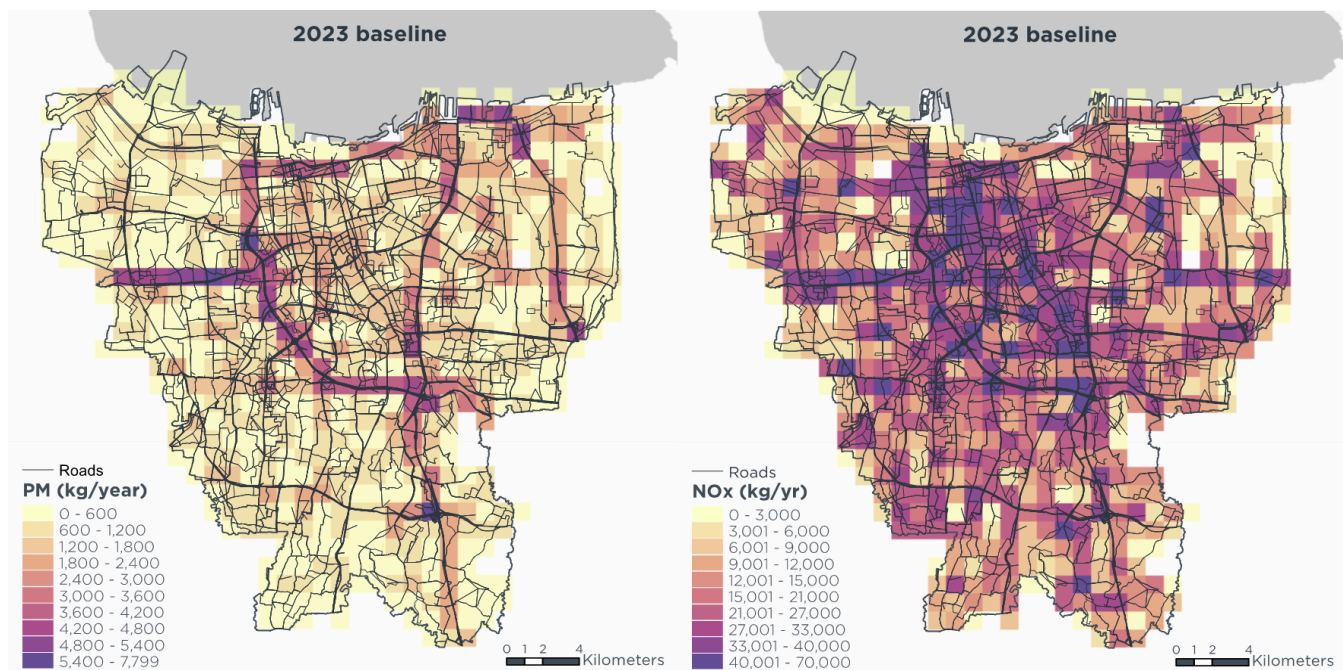 2023 baseline
Roads
PM (kg/year)
0 - 600
600 - 1,200
1,200 - 1,800
1,800 - 2,400
2,400 - 3,000
3,000 - 3,600
3,600 - 4,200
4,200 - 4,800
4,800 - 5,400
5,400 - 7,799
0 1 2 4
Kilometers
2023 baseline
Roads
NOx (kg/yr)
0 - 3,000
3,001 - 6,000
6,001 - 9,000
9,001 - 12,000
12,001 - 15,000
15,001 - 21,000
21,001 - 27,000
27,001 - 33,000
33,001 - 40,000
40,001 - 70,000
0 1 2 4
Kilometers